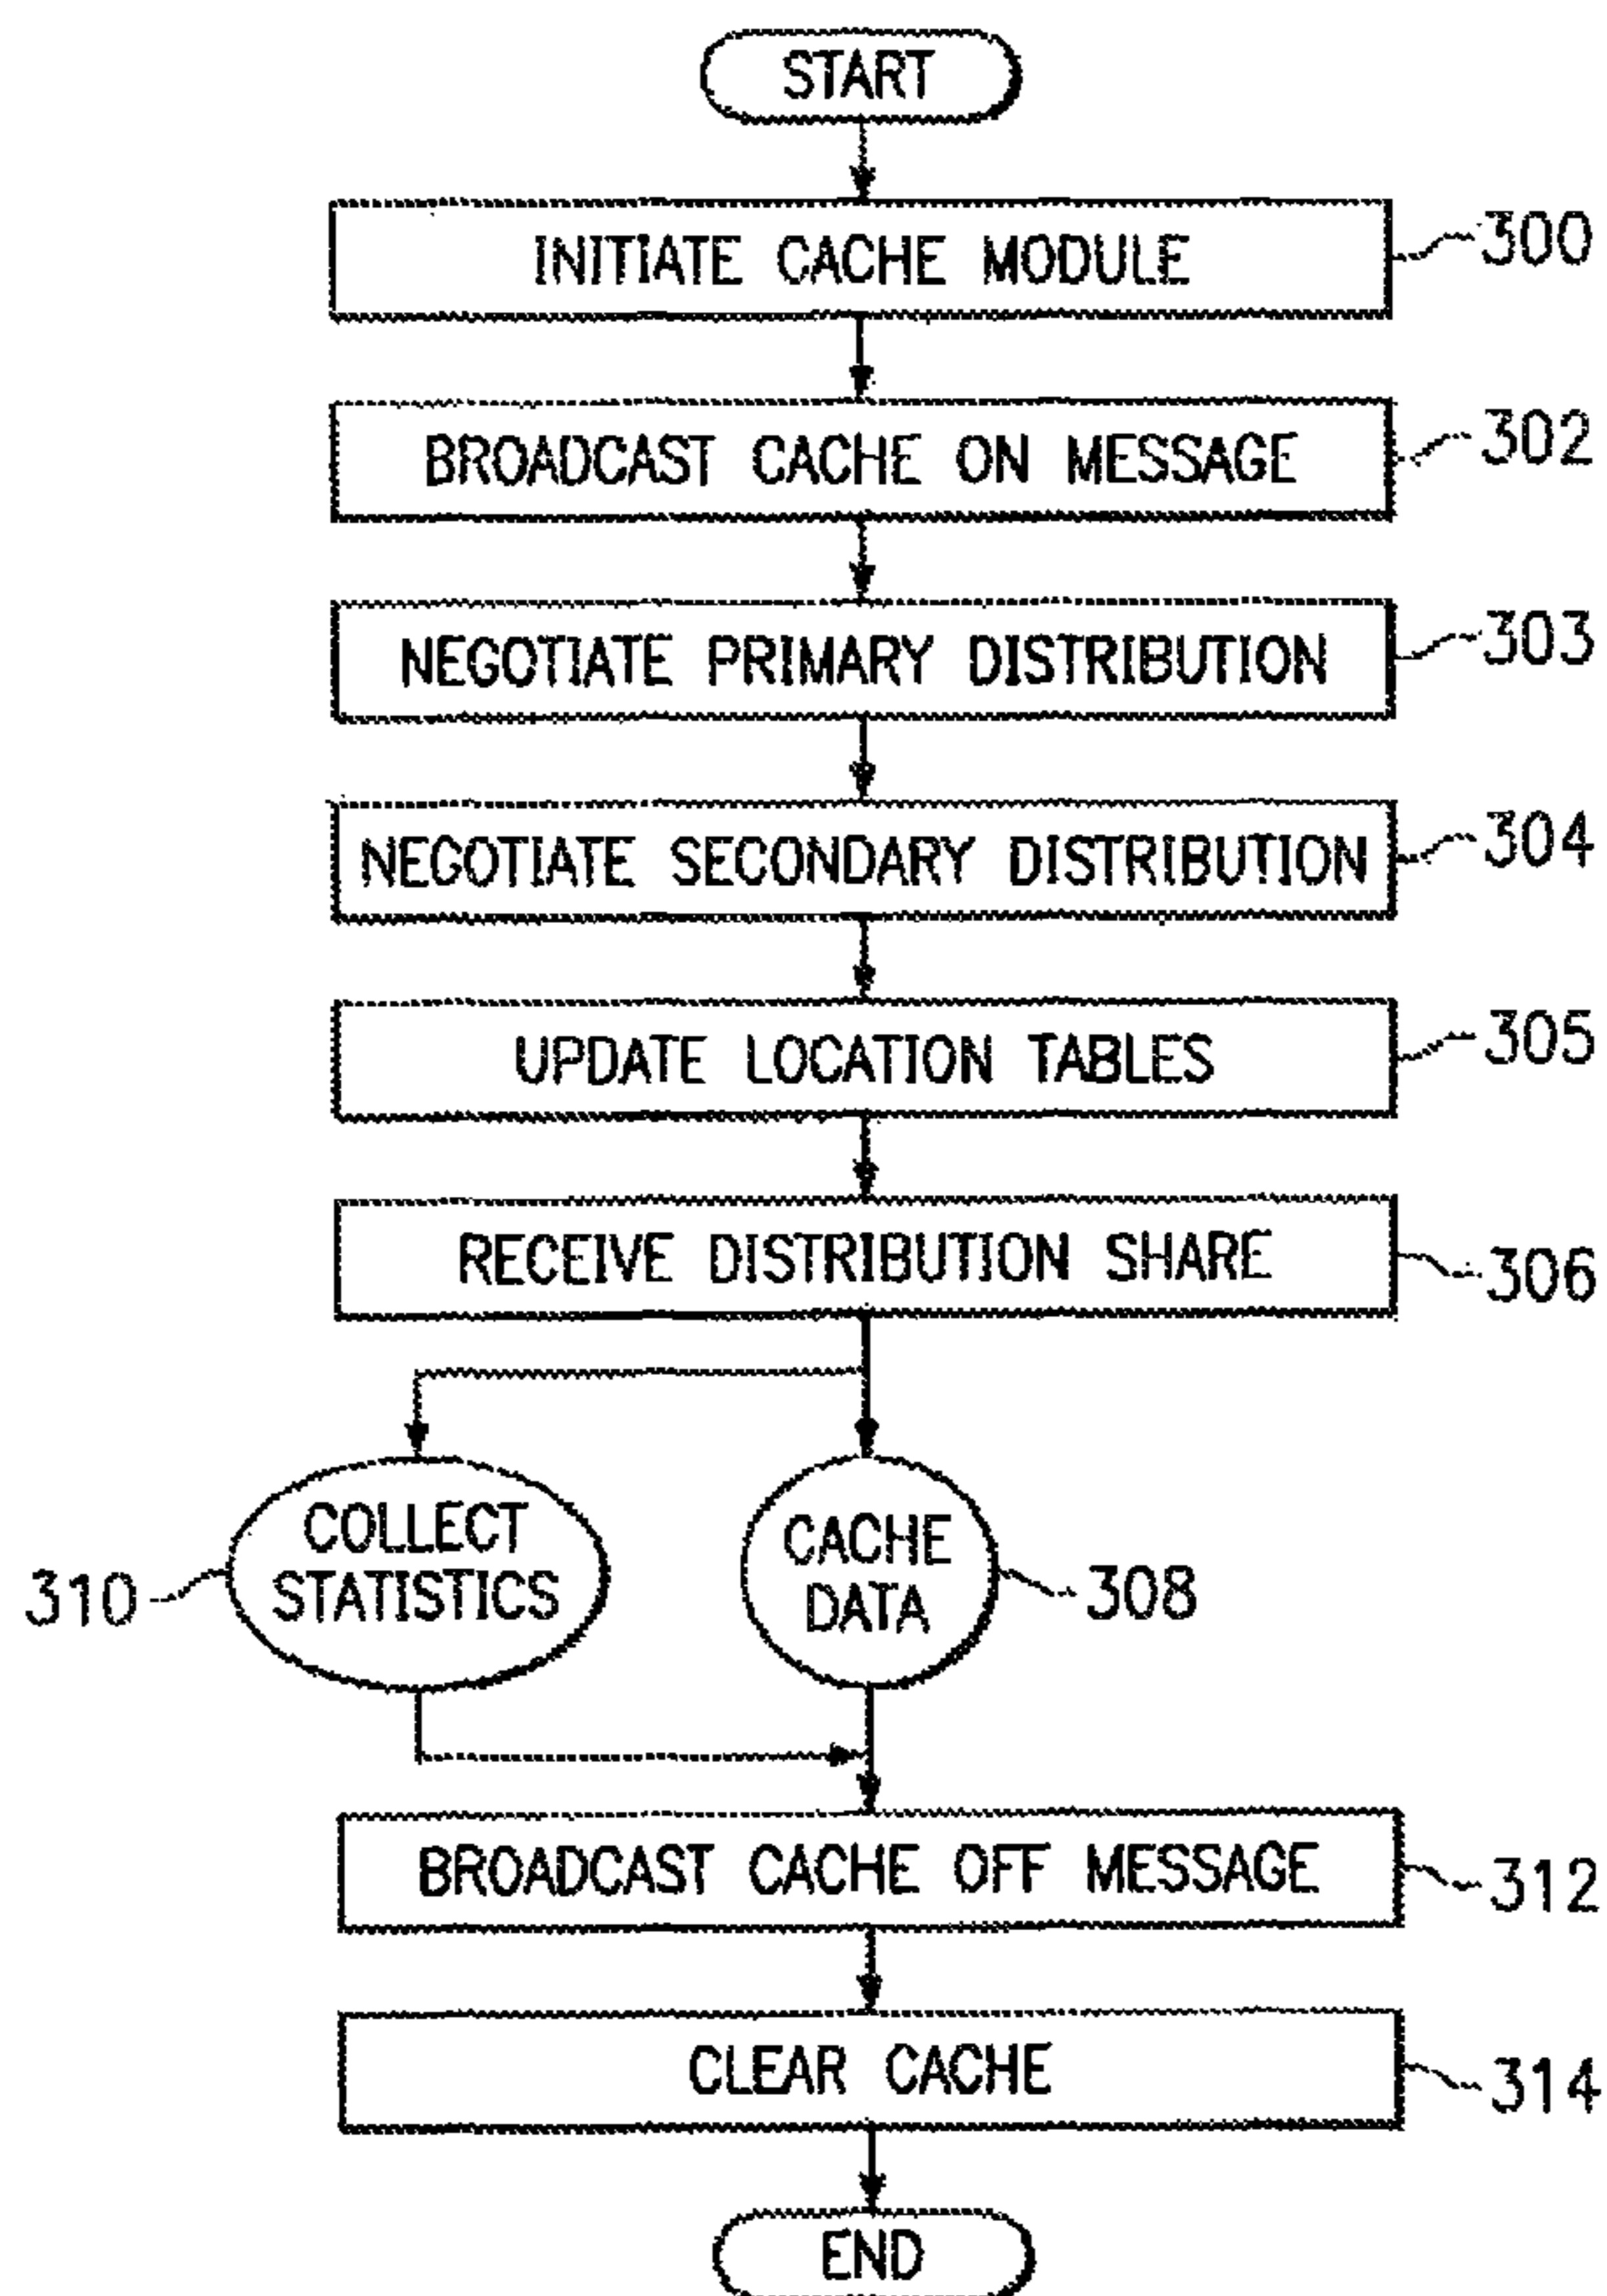 START
INITIATE CACHE MODULE
300
BROADCAST CACHE ON MESSAGE
302
NEGOTIATE PRIMARY DISTRIBUTION
303
NEGOTIATE SECONDARY DISTRIBUTION
304
UPDATE LOCATION TABLES
305
RECEIVE DISTRIBUTION SHARE
306
310
COLLECT
STATISTICS
CACHE
DATA
308
BROADCAST CACHE OFF MESSAGE
312
CLEAR CACHE
314
END